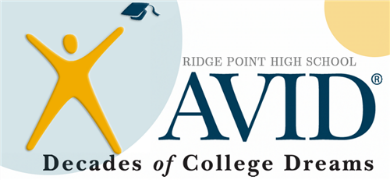 RIDGE POINT HIGH SCHOOL
AVID®
Decades of College Dreams